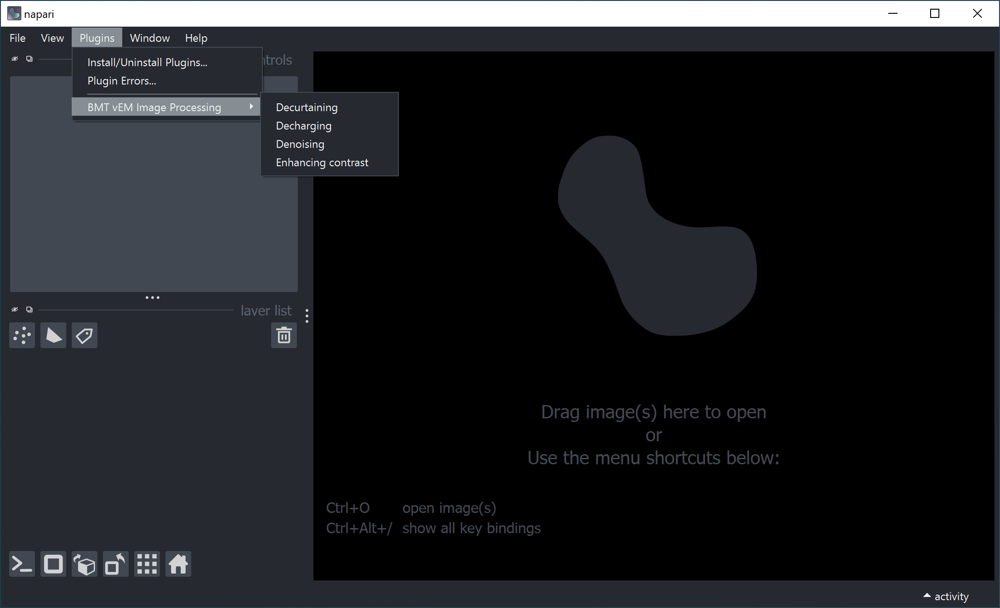 napari
File View Plugins Window Help
Install/Uninstall Plugins...
Plugin Errors...
BMT vEM Image Processing
Decurtaining
Decharging
Denoising
Enhancing contrast
ntrols
layer list
Drag image(s) here to open
or
Use the menu shortcuts below:
Ctrl+O open image(s)
Ctrl+Alt+/ show all key bindings
activity